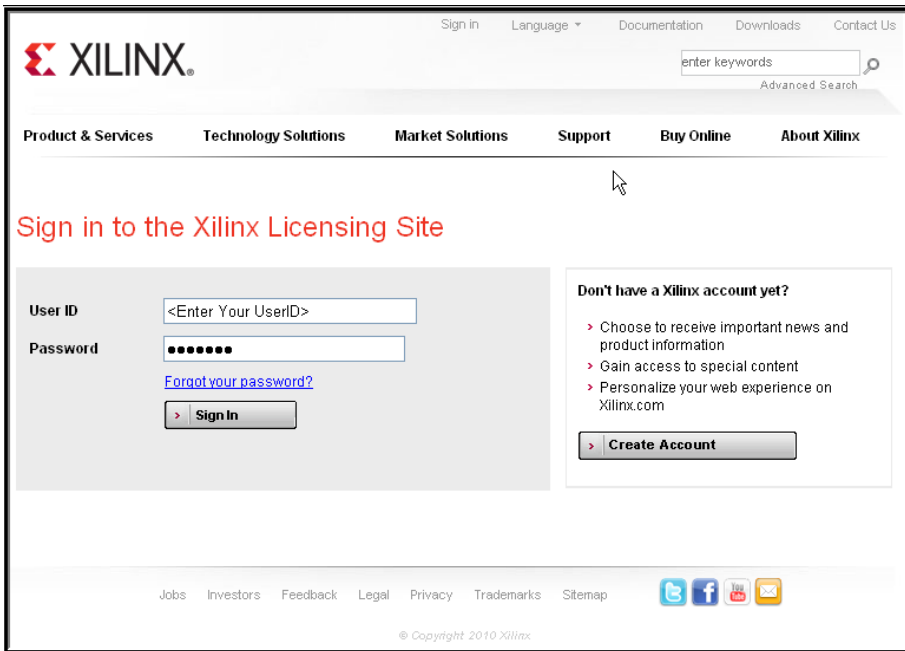 Sign in Language Documentation Downloads Contact Us
XILINX®
enter keywords
Advanced Search
Product & Services Technology Solutions Market Solutions Support Buy Online About Xilinx
Sign in to the Xilinx Licensing Site
User ID <Enter Your UserID>
Password •••••••
Forgot your password?
> Sign In
Don't have a Xilinx account yet?
> Choose to receive important news and
product information
> Gain access to special content
> Personalize your web experience on
Xilinx.com
> Create Account
Jobs Investors Feedback Legal Privacy Trademarks Sitemap
You Tube
© Copyright 2010 Xilinx